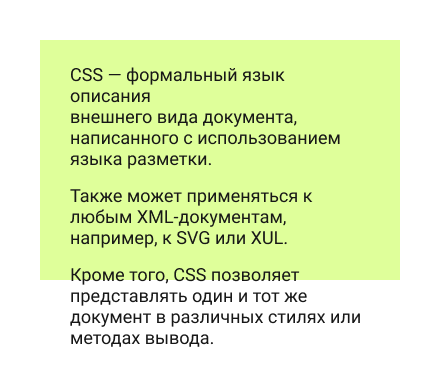 CSS — формальный язык
описания
внешнего вида документа,
написанного с использованием
языка разметки.
Также может применяться к
любым XML-документам,
например, к SVG или XUL.
Кроме того, CSS позволяет
представлять один и тот же
документ в различных стилях или
методах вывода.